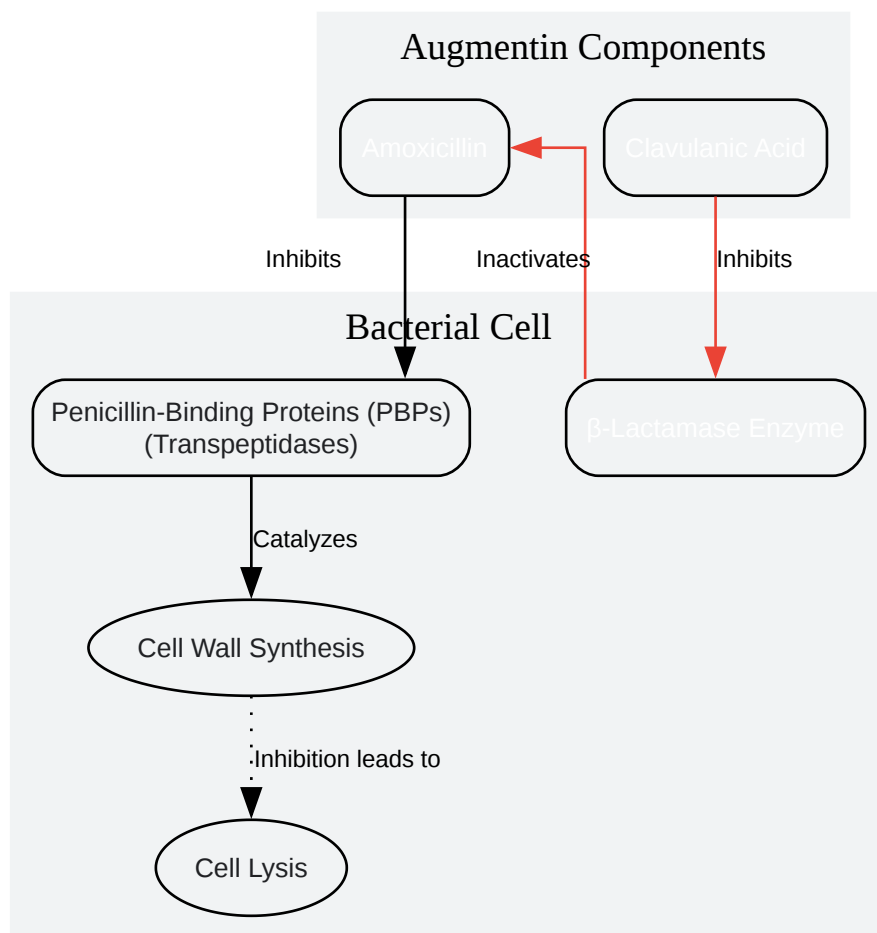 Augmentin Components
Amoxicillin
Clavulanic Acid
Inhibits
Inactivates
Inhibits
Bacterial Cell
Penicillin-Binding Proteins (PBPs)
(Transpeptidases)
β-Lactamase Enzyme
Catalyzes
Cell Wall Synthesis
Inhibition leads to
Cell Lysis